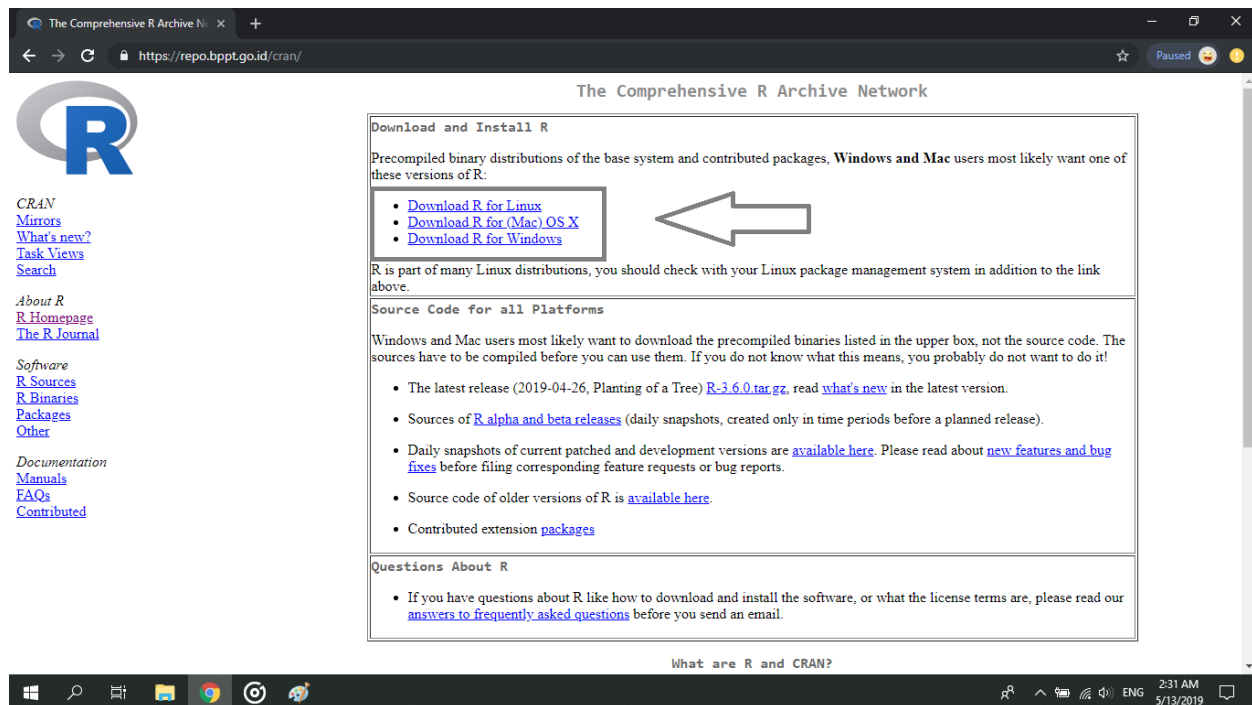 The Comprehensive R Archive N
https://repo.bppt.go.id/cran/
Paused
R
CRAN
Mirrors
What's new?
Task Views
Search
About R
R Homepage
The R Journal
Software
R Sources
R Binaries
Packages
Other
Documentation
Manuals
FAQs
Contributed
The Comprehensive R Archive Network
Download and Install R
Precompiled binary distributions of the base system and contributed packages, Windows and Mac users most likely want one of
these versions of R:
• Download R for Linux
• Download R for (Mac) OS X
• Download R for Windows
R is part of many Linux distributions, you should check with your Linux package management system in addition to the link
above.
Source Code for all Platforms
Windows and Mac users most likely want to download the precompiled binaries listed in the upper box, not the source code. The
sources have to be compiled before you can use them. If you do not know what this means, you probably do not want to do it!
• The latest release (2019-04-26, Planting of a Tree) R-3.6.0.tar.gz, read what's new in the latest version.
• Sources of R alpha and beta releases (daily snapshots, created only in time periods before a planned release).
• Daily snapshots of current patched and development versions are available here. Please read about new features and bug
fixes before filing corresponding feature requests or bug reports.
• Source code of older versions of R is available here.
• Contributed extension packages
Questions About R
• If you have questions about R like how to download and install the software, or what the license terms are, please read our
answers to frequently asked questions before you send an email.
What are R and CRAN?
ENG
2:31 AM
5/13/2019